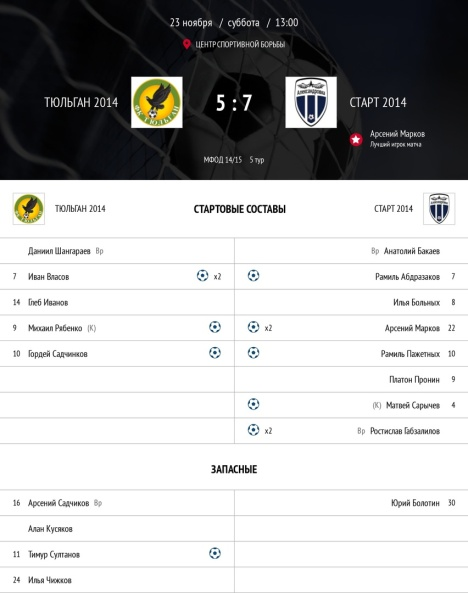 23 ноября / суббота / 13:00
ЦЕНТР СПОРТИВНОЙ БОРЬБЫ
ТЮЛЬГАН 2014
ФК ТЮЛЬГАН
5 : 7
Александровка
СТАРТ 2014
Арсений Марков
Лучший игрок матча
МФОД 14/15 5 тур
ТЮЛЬГАН 2014 СТАРТОВЫЕ СОСТАВЫ СТАРТ 2014
Даниил Шангараев Вр Вр Анатолий Бакаев
7 Иван Власов x2 Рамиль Абдразаков 7
14 Глеб Иванов Илья Больных 8
9 Михаил Рябенко (К) x2 Арсений Марков 22
10 Гордей Садчинков Рамиль Пажетных 10
Платон Пронин 9
(К) Матвей Сарычев 4
x2 Вр Ростислав Габзалилов
ЗАПАСНЫЕ
16 Арсений Садчиков Вр Юрий Болотин 30
Алан Кусяков
11 Тимур Султанов
24 Илья Чижков